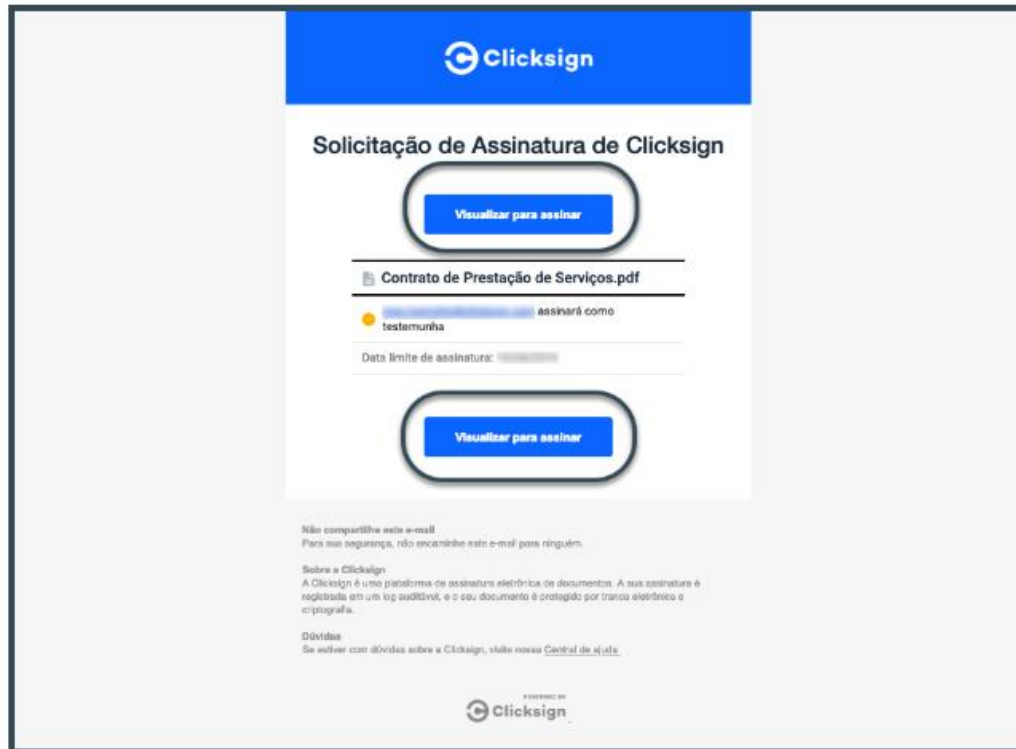 Clicksign
Solicitação de Assinatura de Clicksign
Visualizar para assinar
Contrato de Prestação de Serviços.pdf
assinará como
testemunha
Data limite de assinatura:
Visualizar para assinar
Não compartilhe este e-mail
Para sua segurança, não encaminhe este e-mail para ninguém.
Sobre a Clicksign
A Clicksign é uma plataforma de assinatura eletrônica de documentos. A sua assinatura é
registrada em um log auditável, e o seu documento é protegido por tranca eletrônica e
criptografia.
Dúvidas
Se estiver com dúvidas sobre a Clicksign, visite nossa Central de ajuda
POWERED BY
Clicksign